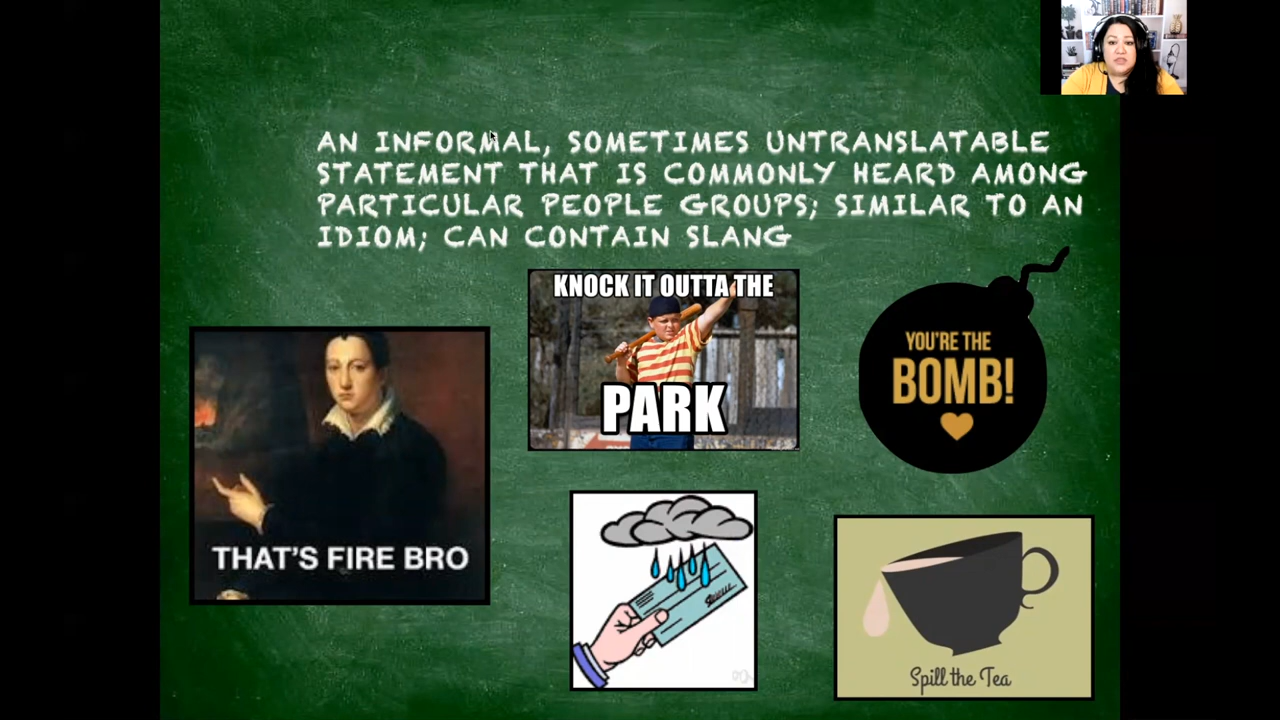 AN INFORMAL, SOMETIMES UNTRANSLATABLE
STATEMENT THAT IS COMMONLY HEARD AMONG
PARTICULAR PEOPLE GROUPS; SIMILAR TO AN
IDIOM; CAN CONTAIN SLANG
KNOCK IT OUTTA THE
PARK
YOU'RE THE
BOMB!
THAT'S FIRE BRO
Spill the Tea